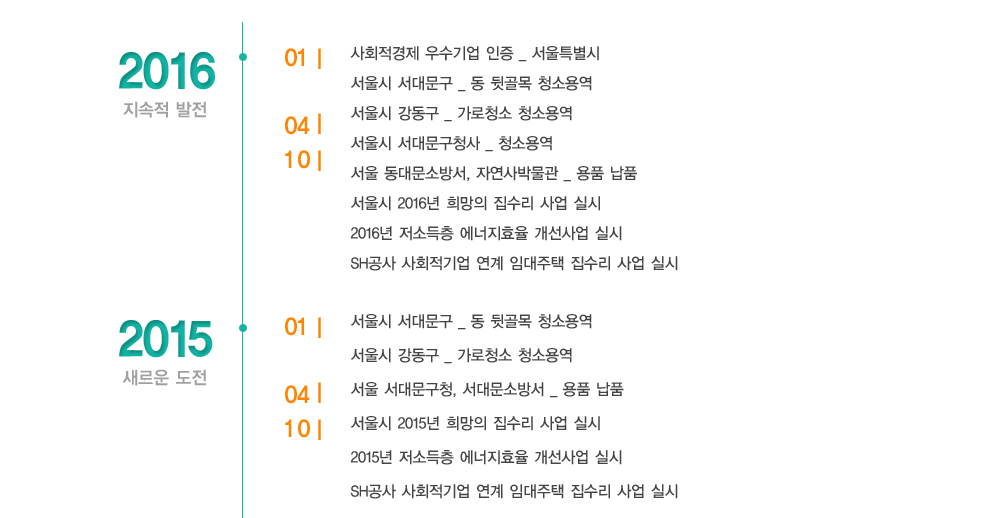 2016
지속적 발전
01 | 사회적경제 우수기업 인증 _ 서울특별시
서울시 서대문구 _ 동 뒷골목 청소용역
04 | 서울시 강동구 _ 가로청소 청소용역
서울시 서대문구청사 _ 청소용역
10 | 서울 동대문소방서, 자연사박물관 _ 용품 납품
서울시 2016년 희망의 집수리 사업 실시
2016년 저소득층 에너지효율 개선사업 실시
SH공사 사회적기업 연계 임대주택 집수리 사업 실시
2015
새로운 도전
01 | 서울시 서대문구 _ 동 뒷골목 청소용역
서울시 강동구 _ 가로청소 청소용역
04 | 서울 서대문구청, 서대문소방서 _ 용품 납품
10 | 서울시 2015년 희망의 집수리 사업 실시
2015년 저소득층 에너지효율 개선사업 실시
SH공사 사회적기업 연계 임대주택 집수리 사업 실시